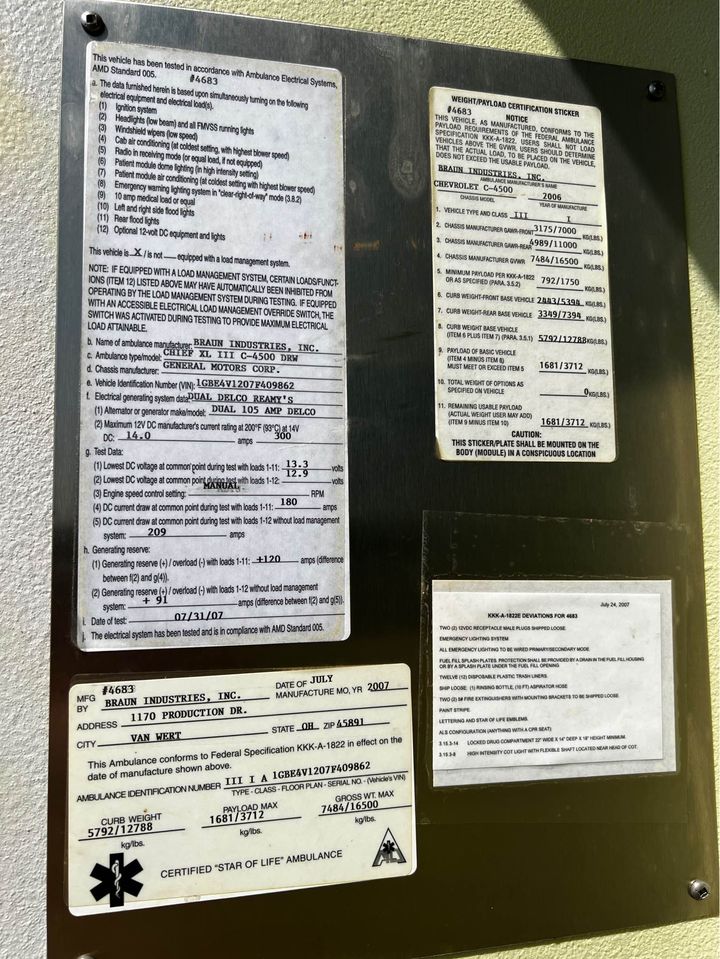 This vehicle has been tested in accordance with Ambulance Electrical Systems,
AMD Standard 005.
#4683
a. The data furnished herein is based upon simultaneously turning on the following
electrical equipment and electrical load(s).
(1) Ignition system
(2) Headlights (low beam) and all FMVSS running lights
(3) Windshield wipers (low speed)
(4) Cab air conditioning (at coldest setting, with highest blower speed)
(5) Radio in receiving mode (or equal load, if not equipped)
(6) Patient module dome lighting (in high intensity setting)
(7) Patient module air conditioning (at coldest setting with highest blower speed)
(8) Emergency warning lighting system in "clear-right-of-way" mode (3.8.2)
(9) 10 amp medical load or equal
(10) Left and right side flood lights
(11) Rear flood lights
(12) Optional 12-volt DC equipment and lights
This vehicle is X / is not ___ equipped with a load management system.
NOTE: IF EQUIPPED WITH A LOAD MANAGEMENT SYSTEM, CERTAIN LOADS/FUNCT-
IONS (ITEM 12) LISTED ABOVE MAY HAVE AUTOMATICALLY BEEN INHIBITED FROM
OPERATING BY THE LOAD MANAGEMENT SYSTEM DURING TESTING. IF EQUIPPED
WITH AN ACCESSIBLE ELECTRICAL LOAD MANAGEMENT OVERRIDE SWITCH, THE
SWITCH WAS ACTIVATED DURING TESTING TO PROVIDE MAXIMUM ELECTRICAL
LOAD ATTAINABLE.
b. Name of ambulance manufacturer: BRAUN INDUSTRIES, INC.
c. Ambulance type/model: CHIEF XL III C-4500 DRW
d. Chassis manufacturer: GENERAL MOTORS CORP.
e. Vehicle Identification Number (VIN): 1GBE4V1207F409862
f. Electrical generating system data: DUAL DELCO REAMY'S
(1) Alternator or generator make/model: DUAL 105 AMP DELCO
(2) Maximum 12V DC manufacturer's current rating at 200°F (93°C) at 14V
DC: 14.0 amps 300
g. Test Data:
(1) Lowest DC voltage at common point during test with loads 1-11: 13.3 volts
(2) Lowest DC voltage at common point during test with loads 1-12: 12.9 volts
(3) Engine speed control setting: MANUAL RPM
(4) DC current draw at common point during test with loads 1-11: 180 amps
(5) DC current draw at common point during test with loads 1-12 without load management
system: 209 amps
h. Generating reserve:
(1) Generating reserve (+) / overload (-) with loads 1-11: +120 amps (difference
between f(2) and g(4)).
(2) Generating reserve (+) / overload (-) with loads 1-12 without load management
system: + 91 amps (difference between f(2) and g(5)).
i. Date of test: 07/31/07
j. The electrical system has been tested and is in compliance with AMD Standard 005.
WEIGHT/PAYLOAD CERTIFICATION STICKER
#4683
NOTICE
THIS VEHICLE, AS MANUFACTURED, CONFORMS TO THE
PAYLOAD REQUIREMENTS OF THE FEDERAL AMBULANCE
SPECIFICATION KKK-A-1822. USERS SHALL NOT LOAD
VEHICLES ABOVE THE GVWR. USERS SHOULD DETERMINE
THAT THE ACTUAL LOAD, TO BE PLACED ON THE VEHICLE,
DOES NOT EXCEED THE USABLE PAYLOAD.
BRAUN INDUSTRIES, INC.
AMBULANCE MANUFACTURER'S NAME
CHEVROLET C-4500 2006
CHASSIS MODEL YEAR OF MANUFACTURE
1. VEHICLE TYPE AND CLASS III I
2. CHASSIS MANUFACTURER GAWR-FRONT 3175/7000 KG(LBS.)
3. CHASSIS MANUFACTURER GAWR-REAR 4989/11000 KG(LBS.)
4. CHASSIS MANUFACTURER GVWR 7484/16500 KG(LBS.)
5. MINIMUM PAYLOAD PER KKK-A-1822
OR AS SPECIFIED (PARA. 3.5.2) 792/1750 KG(LBS.)
6. CURB WEIGHT-FRONT BASE VEHICLE 2443/5394 KG(LBS.)
7. CURB WEIGHT-REAR BASE VEHICLE 3349/7394 KG(LBS.)
8. CURB WEIGHT BASE VEHICLE
(ITEM 6 PLUS ITEM 7) (PARA. 3.5.1) 5792/12788 KG(LBS.)
9. PAYLOAD OF BASIC VEHICLE
(ITEM 4 MINUS ITEM 8)
MUST MEET OR EXCEED ITEM 5 1681/3712 KG(LBS.)
10. TOTAL WEIGHT OF OPTIONS AS
SPECIFIED ON VEHICLE 0 KG(LBS.)
11. REMAINING USABLE PAYLOAD
(ACTUAL WEIGHT USER MAY ADD)
(ITEM 9 MINUS ITEM 10) 1681/3712 KG(LBS.)
CAUTION:
THIS STICKER/PLATE SHALL BE MOUNTED ON THE
BODY (MODULE) IN A CONSPICUOUS LOCATION
July 24, 2007
KKK-A-1822E DEVIATIONS FOR 4683
TWO (2) 12VDC RECEPTACLE MALE PLUGS SHIPPED LOOSE.
EMERGENCY LIGHTING SYSTEM
ALL EMERGENCY LIGHTING TO BE WIRED PRIMARY/SECONDARY MODE.
FUEL FILL SPLASH PLATES. PROTECTION SHALL BE PROVIDED BY A DRAIN IN THE FUEL FILL HOUSING
OR BY A SPLASH PLATE UNDER THE FUEL FILL OPENING
TWELVE (12) DISPOSABLE PLASTIC TRASH LINERS.
SHIP LOOSE: (1) RINSING BOTTLE, (10 FT) ASPIRATOR HOSE
TWO (2) 5# FIRE EXTINGUISHERS WITH MOUNTING BRACKETS TO BE SHIPPED LOOSE.
PAINT STRIPE
LETTERING AND STAR OF LIFE EMBLEMS.
ALS CONFIGURATION (ANYTHING WITH A CPR SEAT):
3.15.3-14 LOCKED DRUG COMPARTMENT 22" WIDE X 14" DEEP X 18" HEIGHT MINIMUM.
3.15.3-8 HIGH INTENSITY COT LIGHT WITH FLEXIBLE SHAFT LOCATED NEAR HEAD OF COT.
#4683
MFG BY BRAUN INDUSTRIES, INC. DATE OF MANUFACTURE MO, YR JULY 2007
ADDRESS 1170 PRODUCTION DR.
CITY VAN WERT STATE OH ZIP 45891
This Ambulance conforms to Federal Specification KKK-A-1822 in effect on the
date of manufacture shown above.
AMBULANCE IDENTIFICATION NUMBER III I A 1GBE4V1207F409862
TYPE - CLASS - FLOOR PLAN - SERIAL NO. - (Vehicle's VIN)
CURB WEIGHT PAYLOAD MAX GROSS WT. MAX
5792/12788 1681/3712 7484/16500
kg/lbs. kg/lbs. kg/lbs.
CERTIFIED "STAR OF LIFE" AMBULANCE